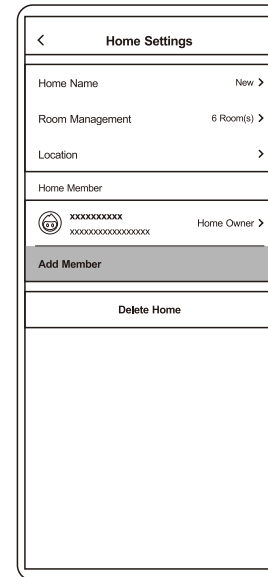 Home Settings
Home Name New
Room Management 6 Room(s)
Location
Home Member
xxxxxxxxxx
xxxxxxxxxxxxxxxxx Home Owner
Add Member
Delete Home